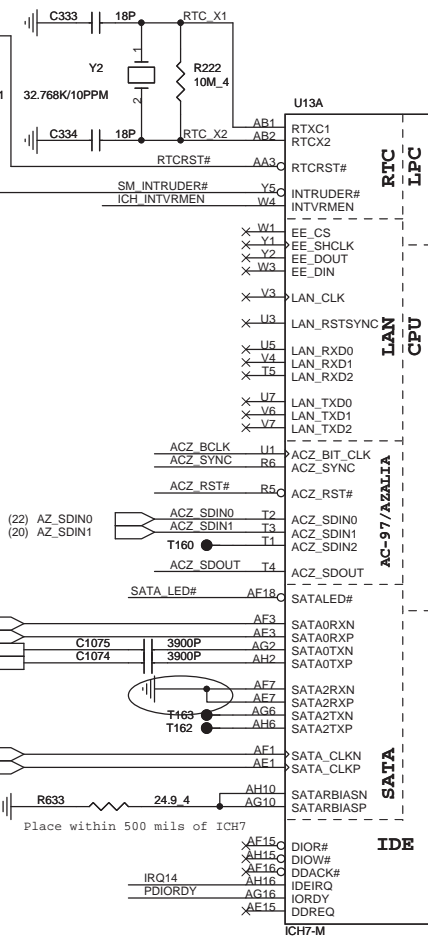 C333 18P RTC_X1
Y2 1 R222
10M_4
32.768K/10PPM 2
U13A
C334 18P RTC_X2
AB1 RTXC1
AB2 RTCX2
RTCRST# AA3 RTCRST#
RTC LPC
SM_INTRUDER# Y5 INTRUDER#
ICH_INTVRMEN W4 INTVRMEN
W1 EE_CS
Y1 EE_SHCLK
Y2 EE_DOUT
W3 EE_DIN
V3 LAN_CLK
U3 LAN_RSTSYNC
LAN CPU
U5 LAN_RXD0
V4 LAN_RXD1
T5 LAN_RXD2
U7 LAN_TXD0
V6 LAN_TXD1
V7 LAN_TXD2
ACZ_BCLK U1 ACZ_BIT_CLK
ACZ_SYNC R6 ACZ_SYNC
ACZ_RST# R5 ACZ_RST#
AC-97/AZALIA
(22) AZ_SDIN0 ACZ_SDIN0 T2 ACZ_SDIN0
(20) AZ_SDIN1 ACZ_SDIN1 T3 ACZ_SDIN1
T160 T1 ACZ_SDIN2
ACZ_SDOUT T4 ACZ_SDOUT
SATA_LED# AF18 SATALED#
AF3 SATA0RXN
AE3 SATA0RXP
C1075 3900P AG2 SATA0TXN
C1074 3900P AH2 SATA0TXP
AF7 SATA2RXN
AE7 SATA2RXP
T163 AG6 SATA2TXN
T162 AH6 SATA2TXP
AF1 SATA_CLKN
AE1 SATA_CLKP
SATA
AH10 SATARBIASN
R633 24.9_4 AG10 SATARBIASP
Place within 500 mils of ICH7
IDE
AF15 DIOR#
AH15 DIOW#
AF16 DDACK#
IRQ14 AH16 IDEIRQ
PDIORDY AG16 IORDY
AE15 DDREQ
ICH7-M